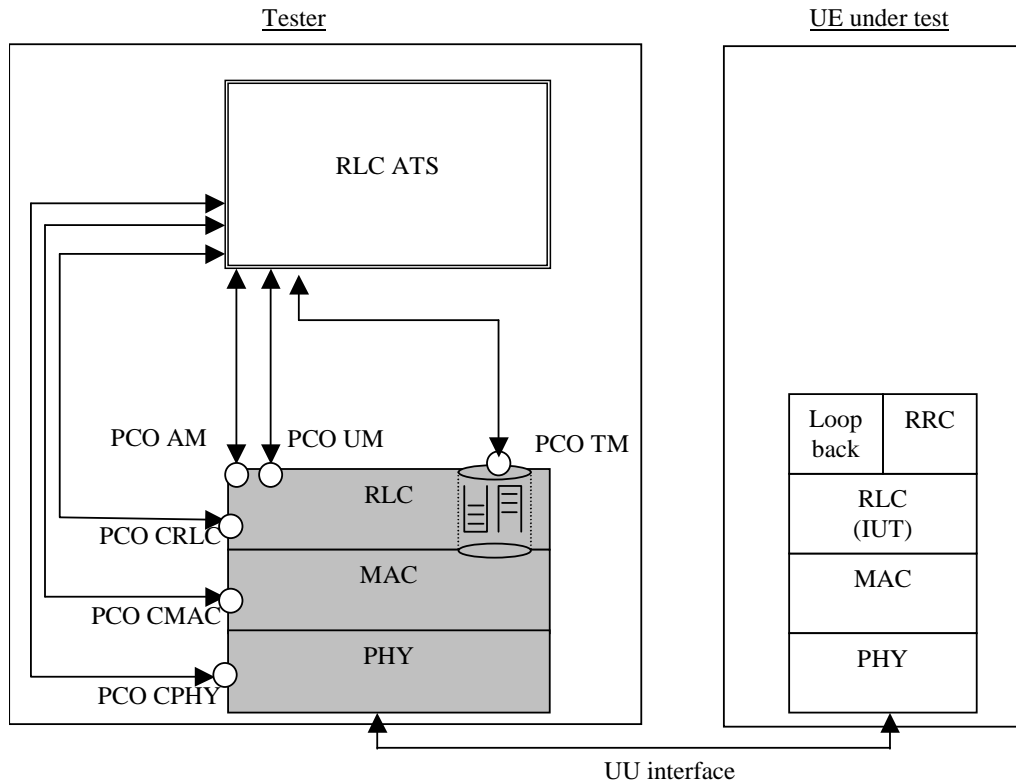 Tester
UE under test
RLC ATS
PCO AM
PCO UM
PCO TM
Loop
back
RRC
RLC
RLC
(IUT)
PCO CRLC
MAC
MAC
PCO CMAC
PHY
PHY
PCO CPHY
UU interface